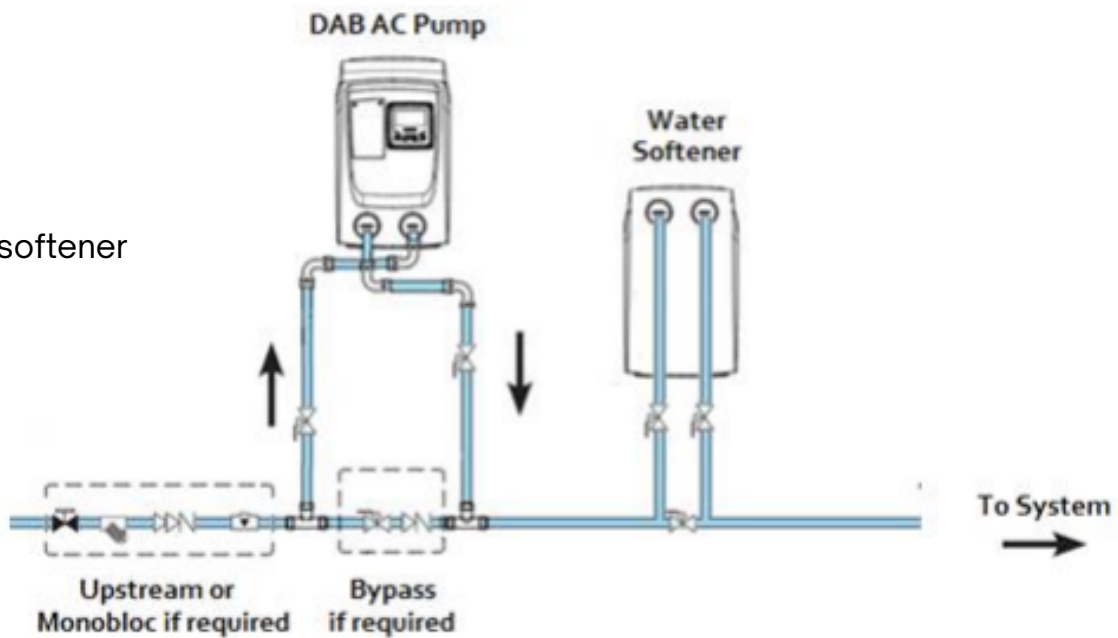 DAB AC Pump
Water
Softener
softener
To System
Upstream or
Monobloc if required
Bypass
if required